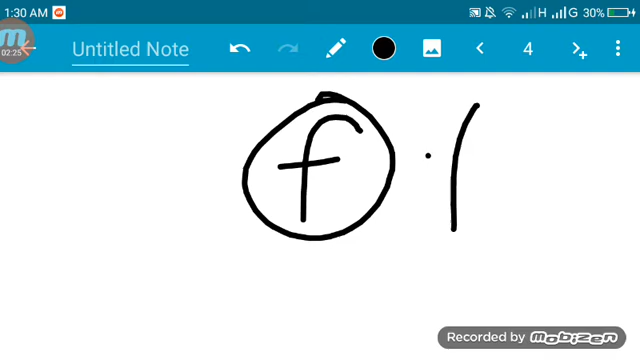 1:30 AM H G 30%
M
02:25
Untitled Note 4
f . (
Recorded by
mobizen